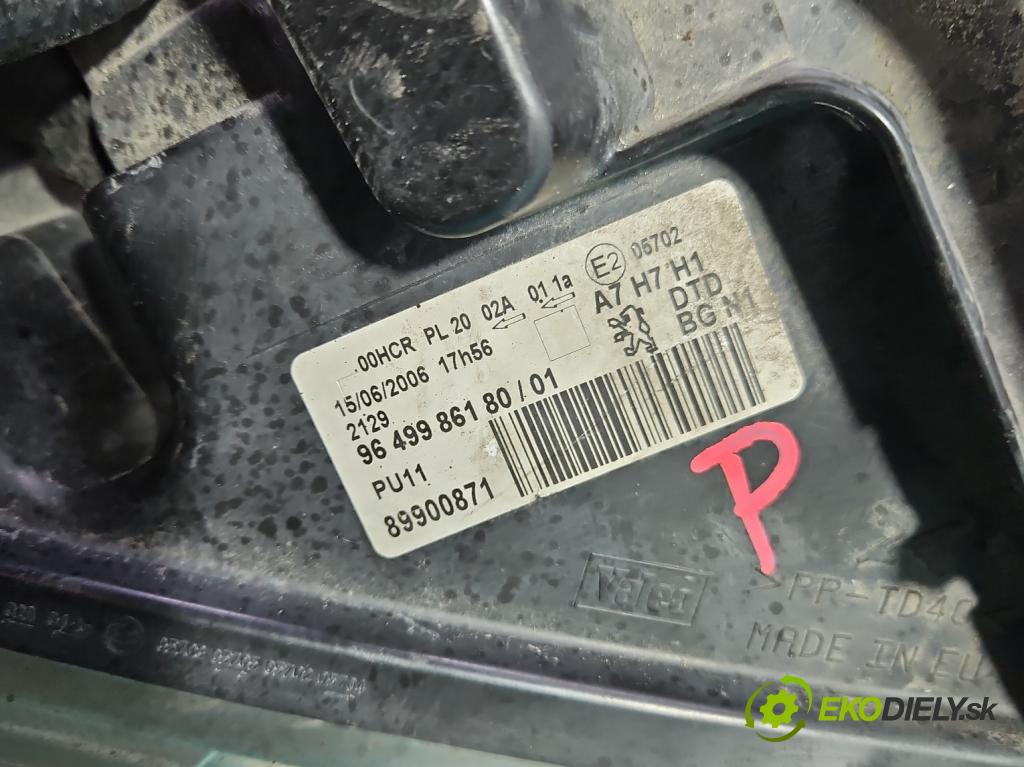 00HCR PL 20 02A 01 1a E2 05702
15/06/2006 17h56
A7 H7 H1
2129
DTD
96 499 861 80 / 01
BG N1
PU11
89900871
P
Valeo
>PP-TD40
MADE IN EU
EKODIELY.sk